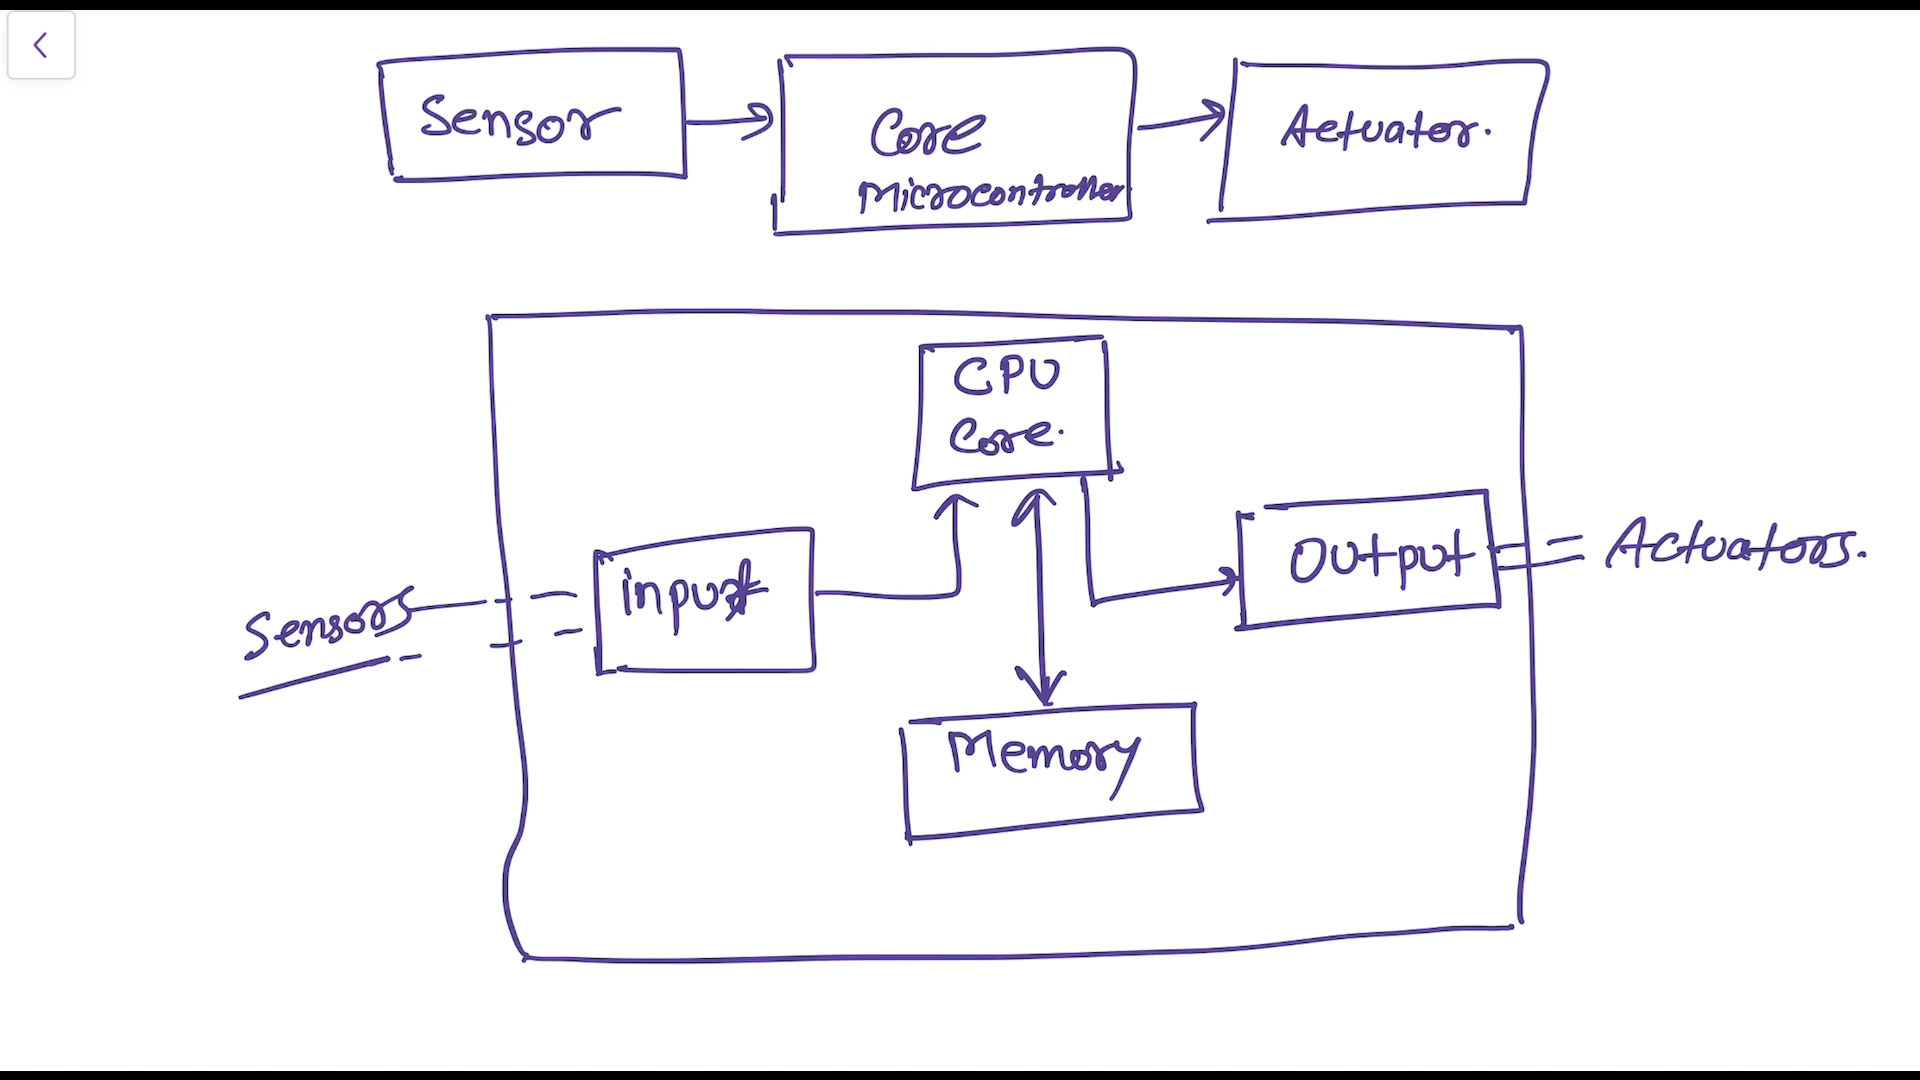 Sensor
Core
Microcontroller
Actuator.
CPU
Core.
input
Output
Sensors
Actuators.
Memory